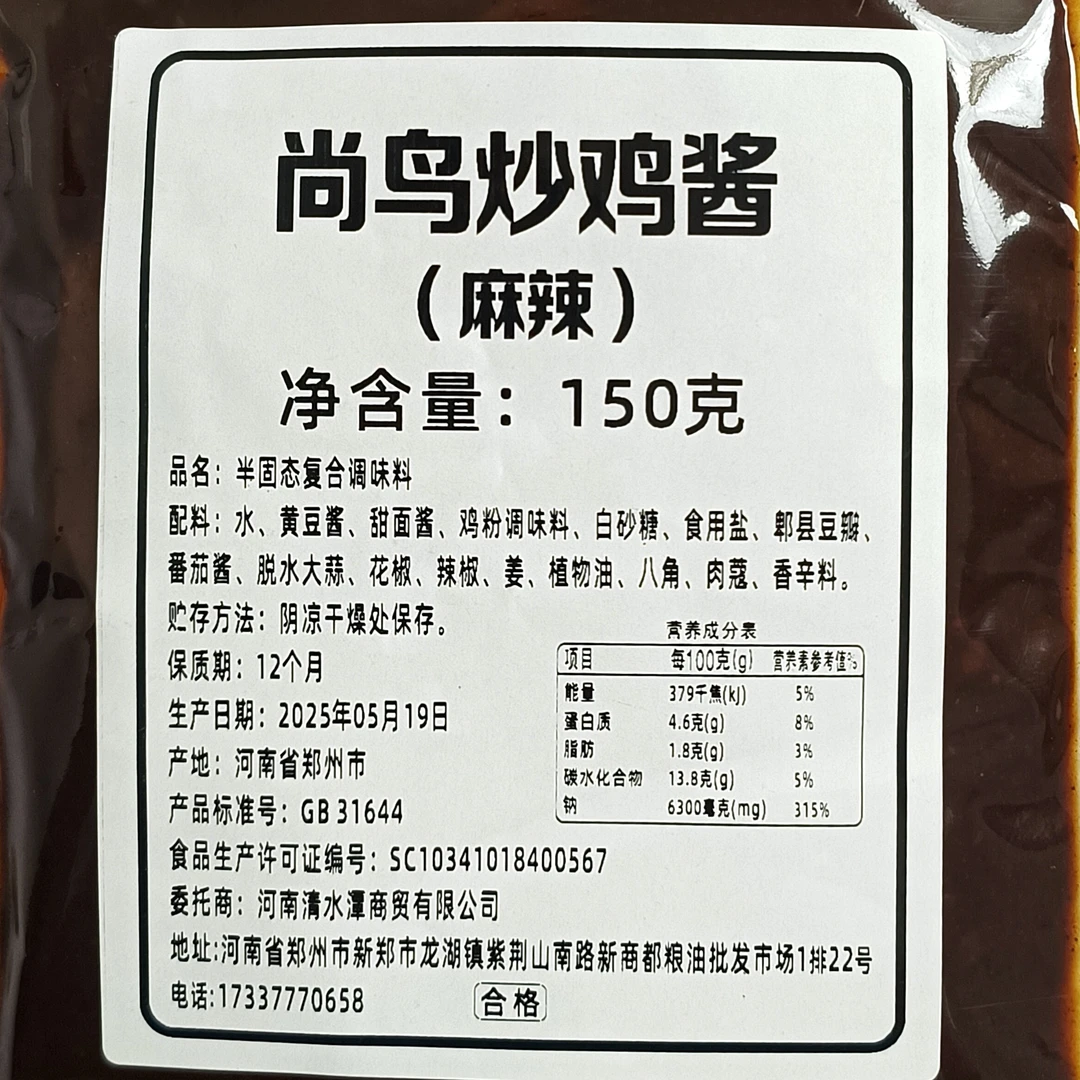 尚鸟炒鸡酱
（麻辣）
净含量：150克
品名：半固态复合调味料
配料：水、黄豆酱、甜面酱、鸡粉调味料、白砂糖、食用盐、郫县豆瓣、
番茄酱、脱水大蒜、花椒、辣椒、姜、植物油、八角、肉蔻、香辛料。
贮存方法：阴凉干燥处保存。
保质期：12个月
生产日期：2025年05月19日
产地：河南省郑州市
产品标准号：GB 31644
营养成分表
项目 每100克(g) 营养素参考值%
能量 379千焦(kJ) 5%
蛋白质 4.6克(g) 8%
脂肪 1.8克(g) 3%
碳水化合物 13.8克(g) 5%
钠 6300毫克(mg) 315%
食品生产许可证编号：SC10341018400567
委托商：河南清水潭商贸有限公司
地址:河南省郑州市新郑市龙湖镇紫荆山南路新商都粮油批发市场1排22号
电话:17337770658
合格